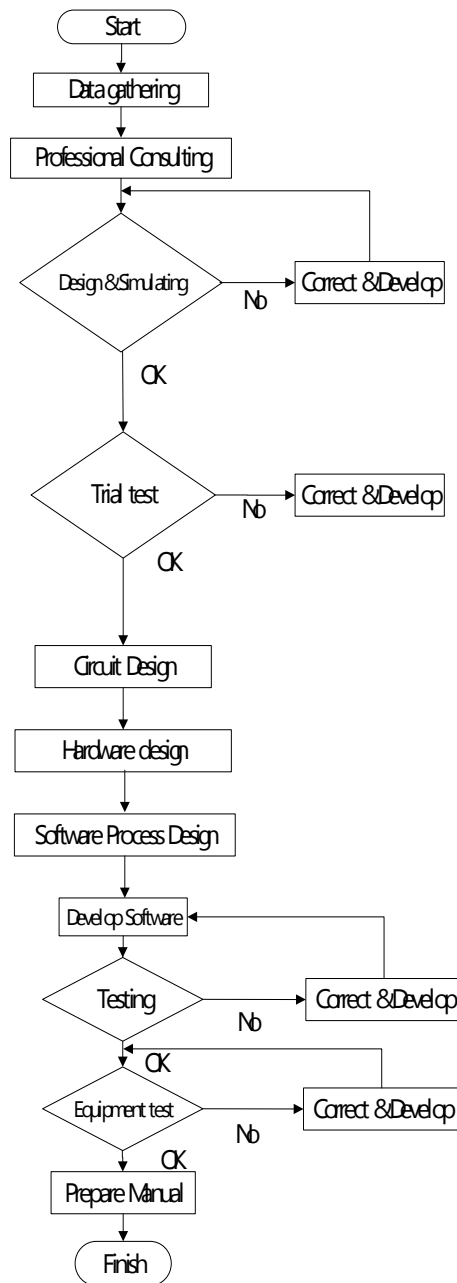 Start
Data gathering
Professional Consulting
Design & Simulating
No
Correct & Develop
OK
Trial test
No
Correct & Develop
OK
Circuit Design
Hardware design
Software Process Design
Develop Software
Testing
No
Correct & Develop
OK
Equipment test
No
Correct & Develop
OK
Prepare Manual
Finish